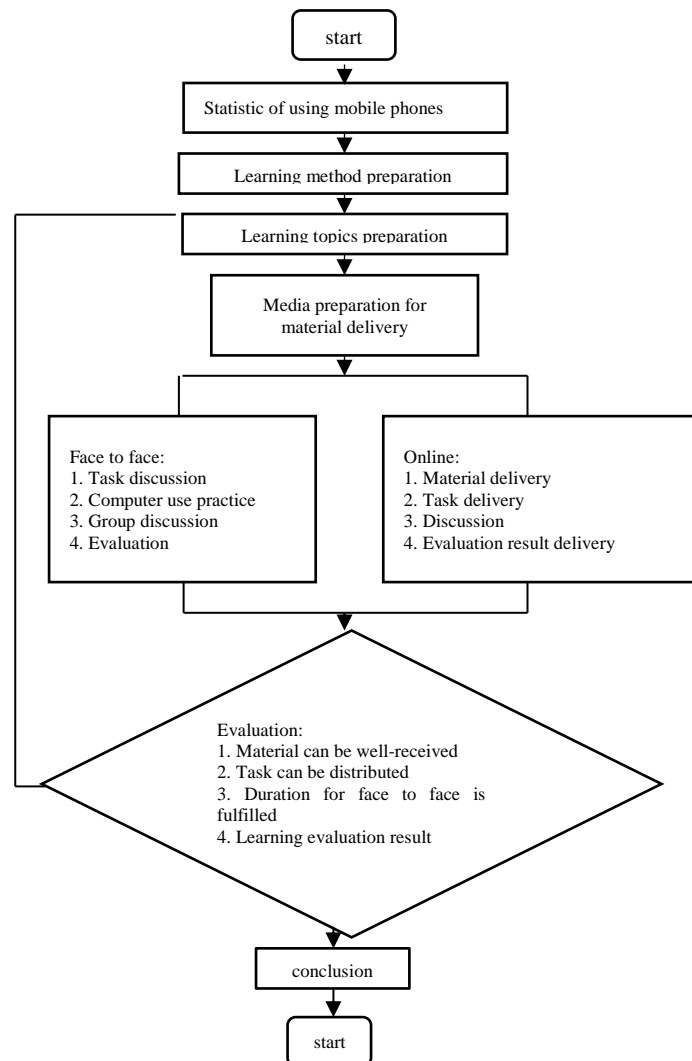 start
Statistic of using mobile phones
Learning method preparation
Learning topics preparation
Media preparation for
material delivery
Face to face:
1. Task discussion
2. Computer use practice
3. Group discussion
4. Evaluation
Online:
1. Material delivery
2. Task delivery
3. Discussion
4. Evaluation result delivery
Evaluation:
1. Material can be well-received
2. Task can be distributed
3. Duration for face to face is
fulfilled
4. Learning evaluation result
conclusion
start